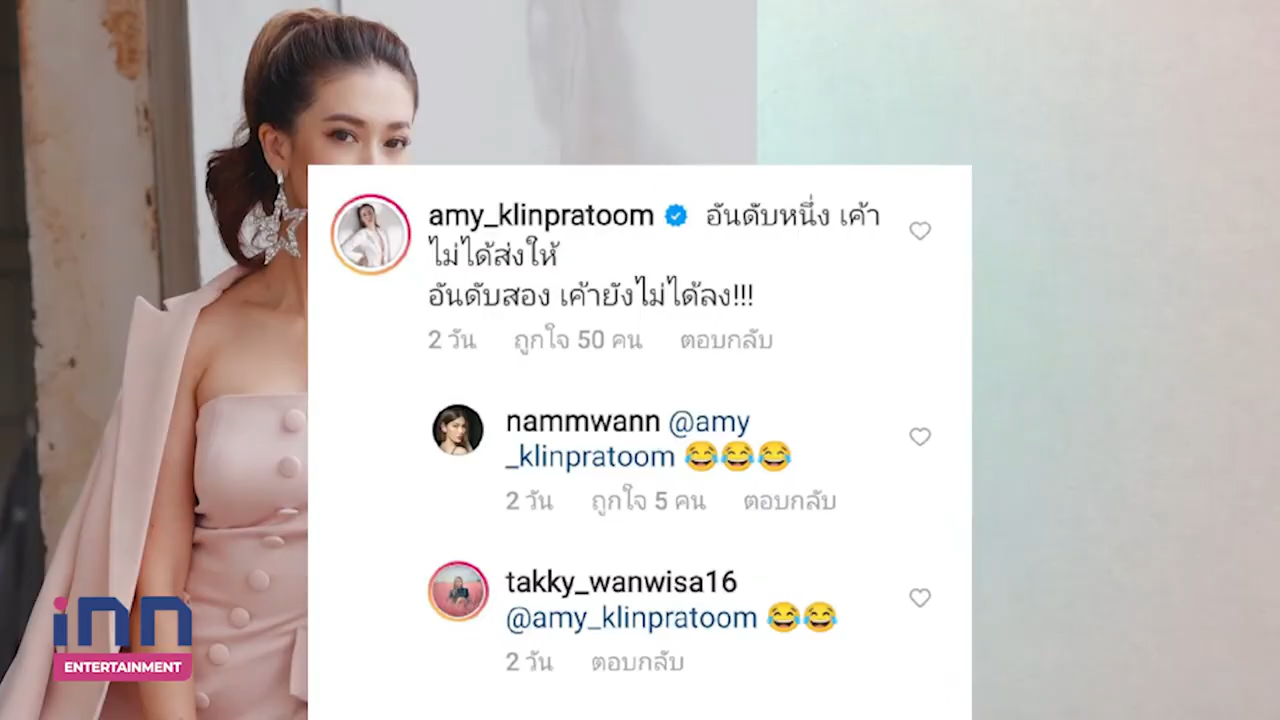 amy_klinpratoom อันดับหนึ่ง เค้า
ไม่ได้ส่งให้
อันดับสอง เค้ายังไม่ได้ลง!!!
2 วัน ถูกใจ 50 คน ตอบกลับ
nammwann @amy
_klinpratoom 😂😂😂
2 วัน ถูกใจ 5 คน ตอบกลับ
takky_wanwisa16
@amy_klinpratoom 😂😂
2 วัน ตอบกลับ
inn
ENTERTAINMENT